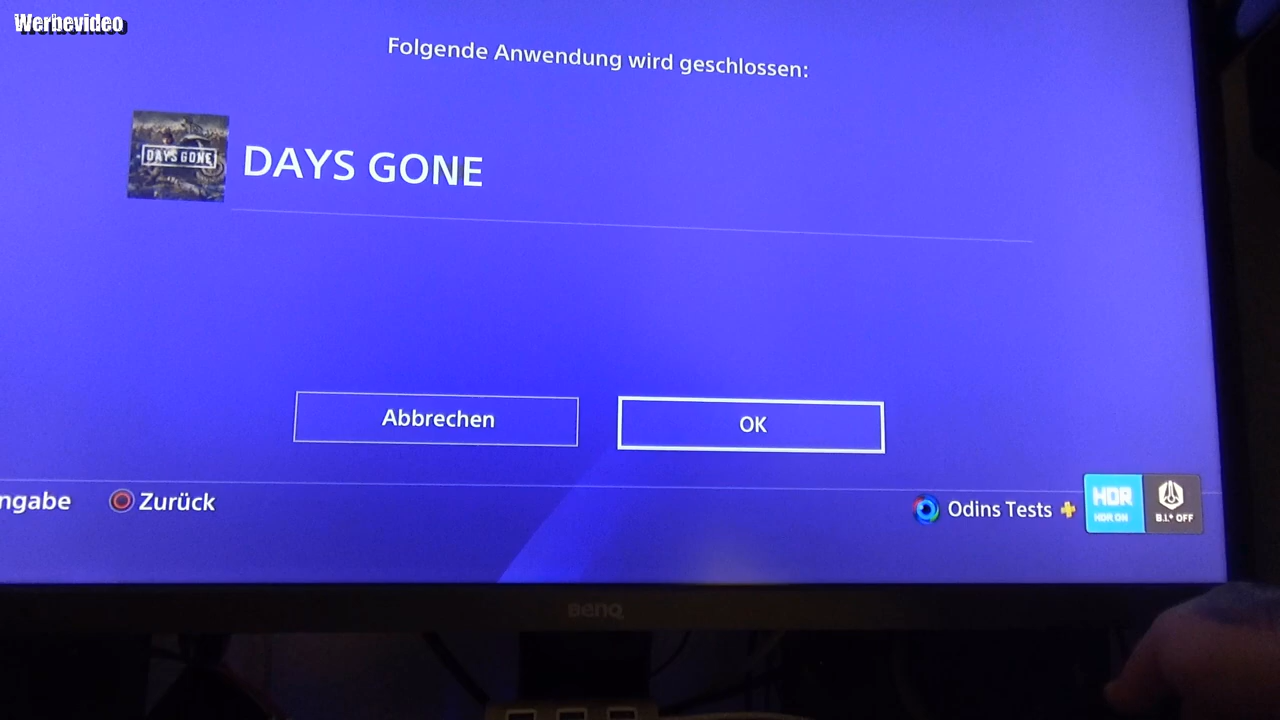 Werbevideo
Folgende Anwendung wird geschlossen:
DAYS GONE
DAYS GONE
Abbrechen
OK
ngabe
Zurück
Odins Tests
HDR
HDR ON
B.I.+ OFF
BenQ